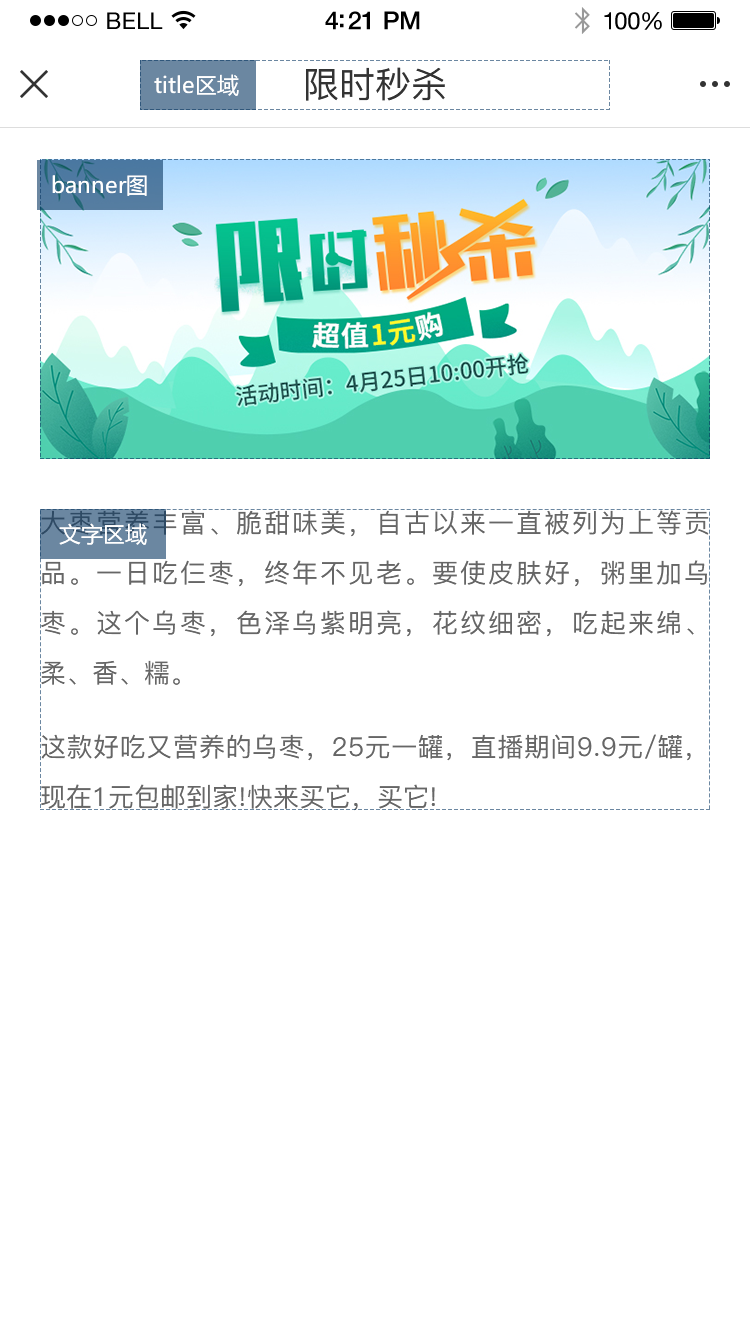 BELL
4:21 PM
100%
title区域
限时秒杀
banner图
限时秒杀
超值1元购
活动时间：4月25日10:00开抢
文字区域
大枣营养丰富、脆甜味美，自古以来一直被列为上等贡
品。一日吃仨枣，终年不见老。要使皮肤好，粥里加乌
枣。这个乌枣，色泽乌紫明亮，花纹细密，吃起来绵、
柔、香、糯。
这款好吃又营养的乌枣，25元一罐，直播期间9.9元/罐，
现在1元包邮到家!快来买它，买它!